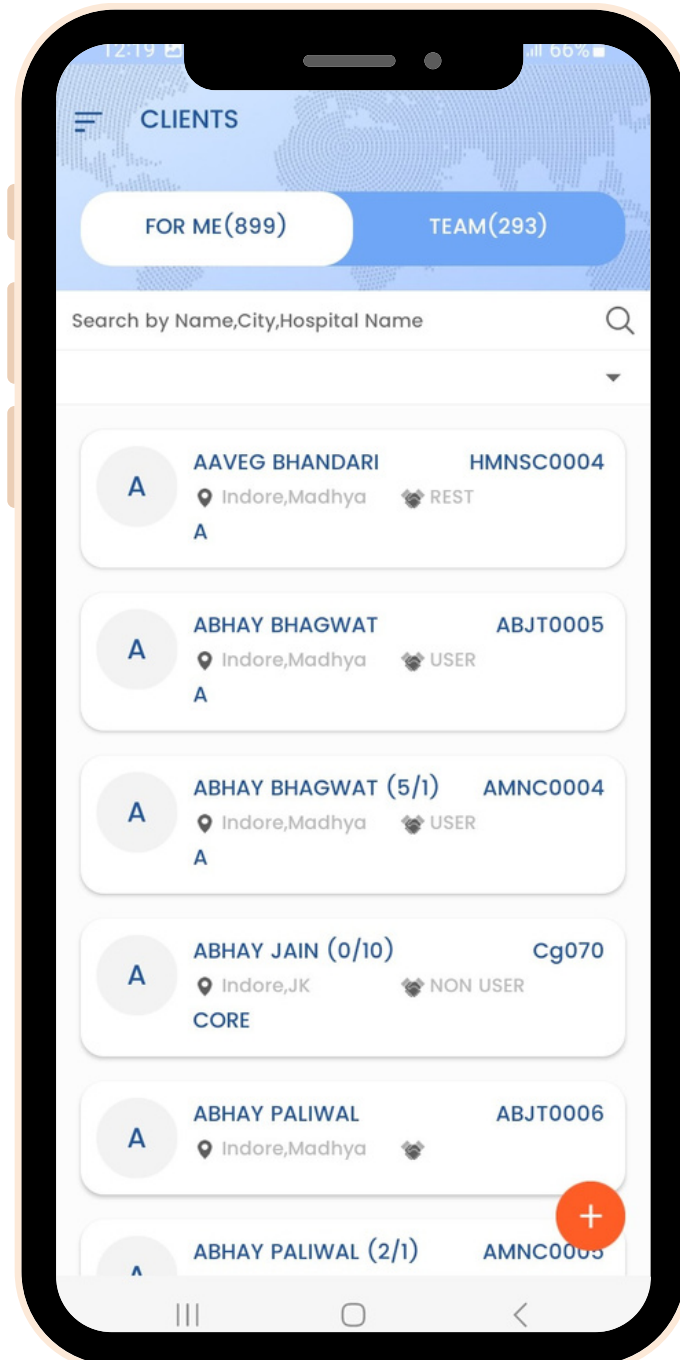 12:19 66%
CLIENTS
FOR ME(899) TEAM(293)
Search by Name,City,Hospital Name
A
AAVEG BHANDARI HMNSC0004
Indore,Madhya REST
A
A
ABHAY BHAGWAT ABJT0005
Indore,Madhya USER
A
A
ABHAY BHAGWAT (5/1) AMNC0004
Indore,Madhya USER
A
A
ABHAY JAIN (0/10) Cg070
Indore,JK NON USER
CORE
A
ABHAY PALIWAL ABJT0006
Indore,Madhya
+
A
ABHAY PALIWAL (2/1) AMNC0005